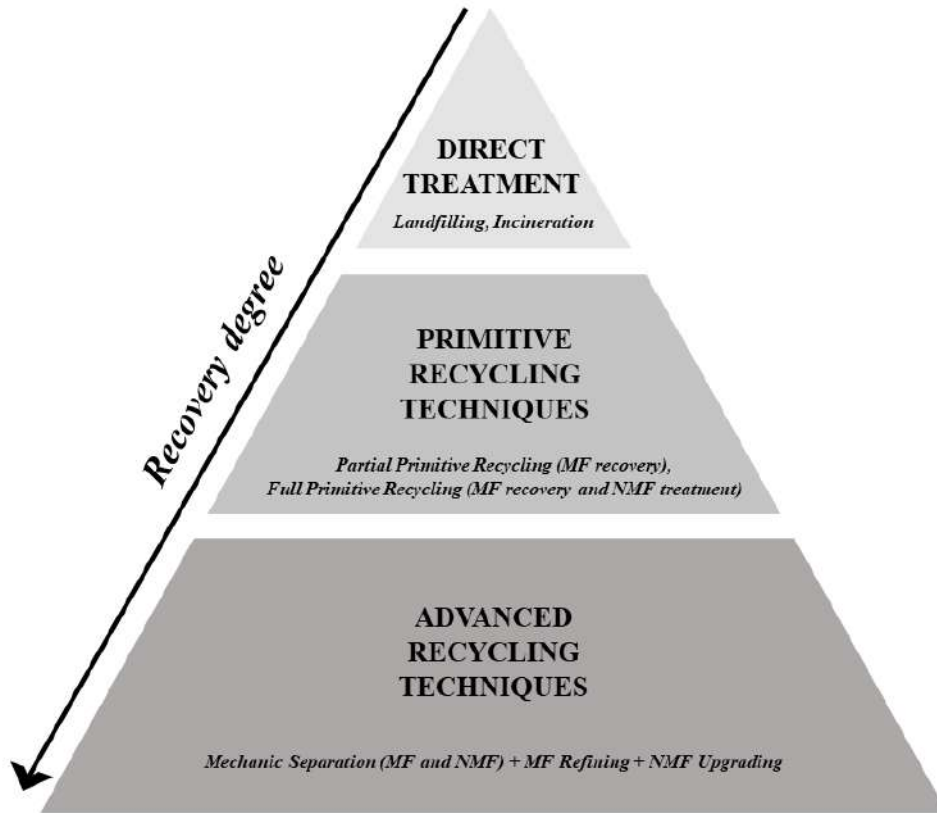 DIRECT
TREATMENT
Landfilling, Incineration
Recovery degree
PRIMITIVE
RECYCLING
TECHNIQUES
Partial Primitive Recycling (MF recovery),
Full Primitive Recycling (MF recovery and NMF treatment)
ADVANCED
RECYCLING
TECHNIQUES
Mechanic Separation (MF and NMF) + MF Refining + NMF Upgrading